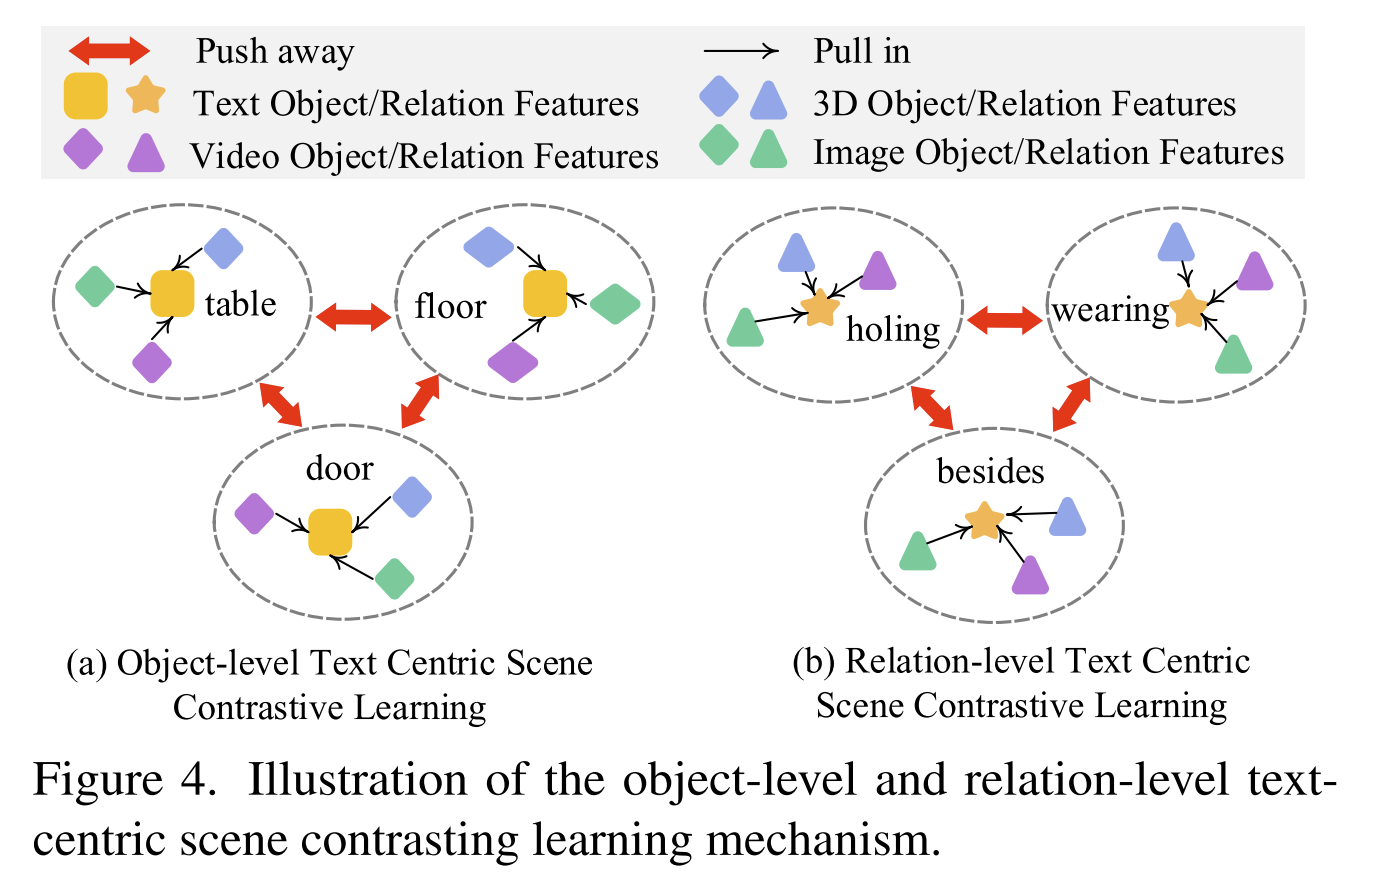 Push away
Pull in
Text Object/Relation Features
3D Object/Relation Features
Video Object/Relation Features
Image Object/Relation Features
table
floor
door
holing
wearing
besides
(a) Object-level Text Centric Scene
Contrastive Learning
(b) Relation-level Text Centric
Scene Contrastive Learning
Figure 4. Illustration of the object-level and relation-level text-
centric scene contrasting learning mechanism.